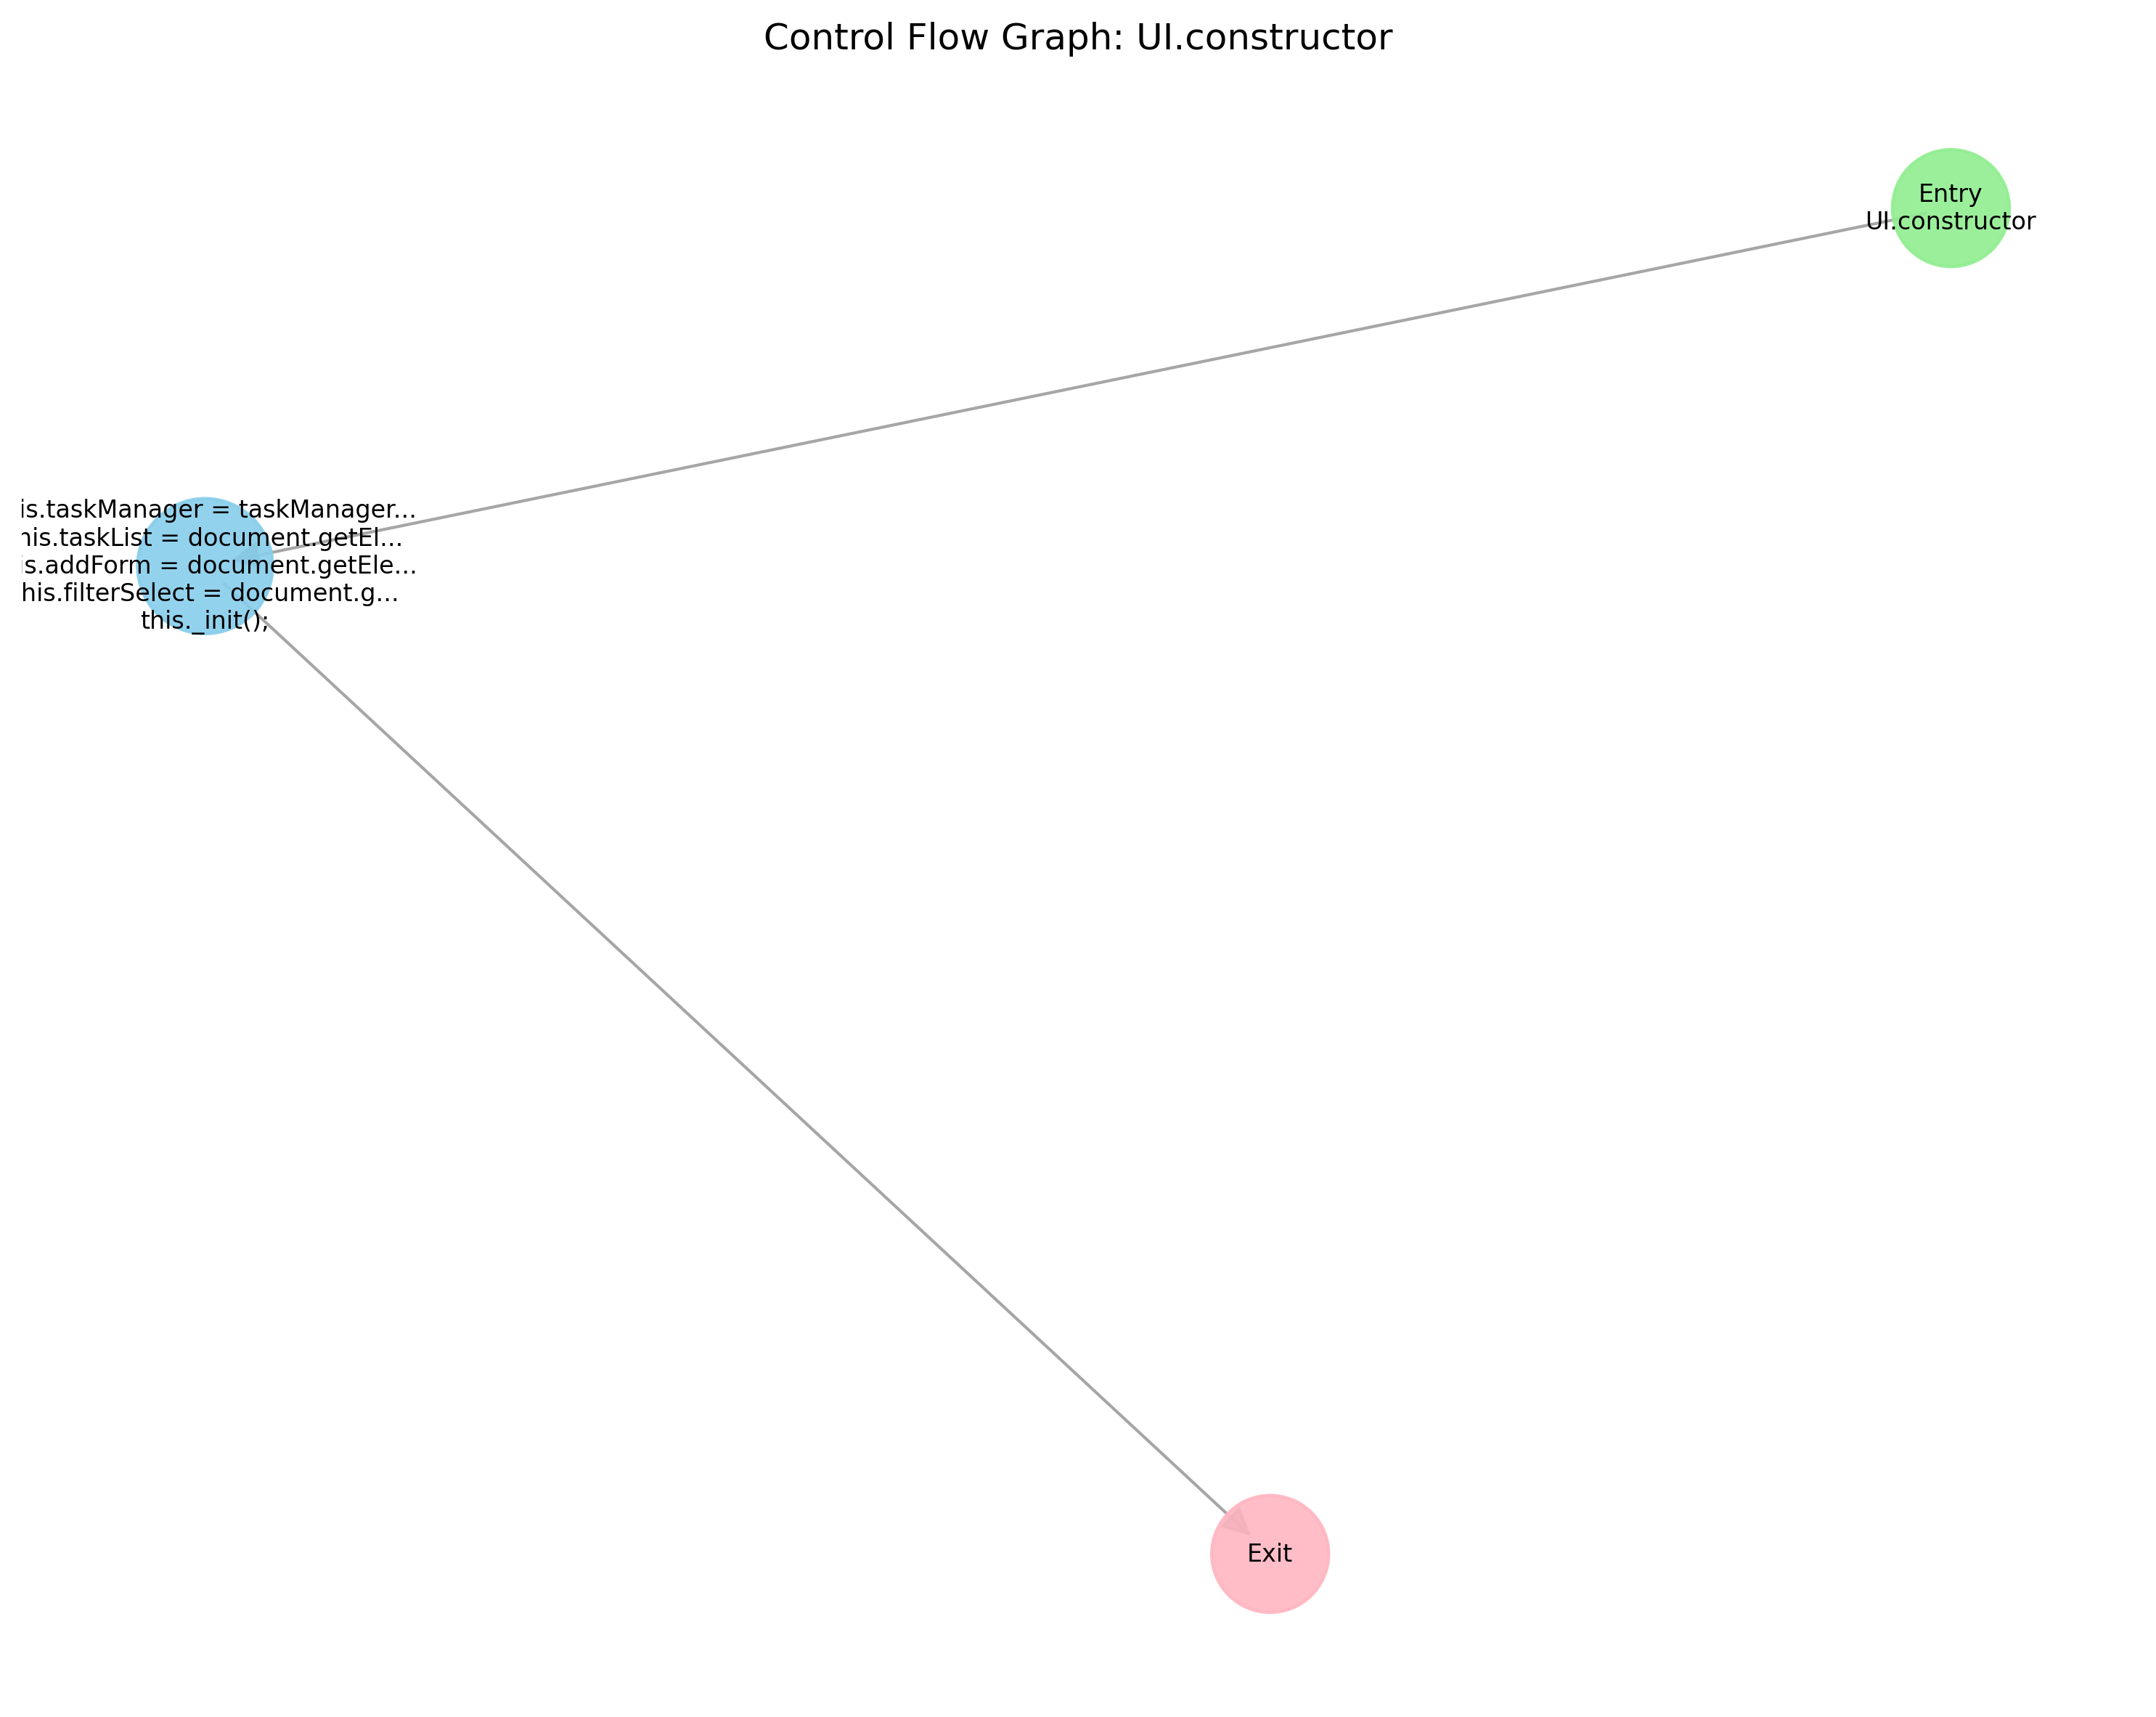 Control Flow Graph: UI.constructor
Entry
UI.constructor
is.taskManager = taskManager...
his.taskList = document.getEl...
s.addForm = document.getEle...
his.filterSelect = document.g...
this._init();
Exit